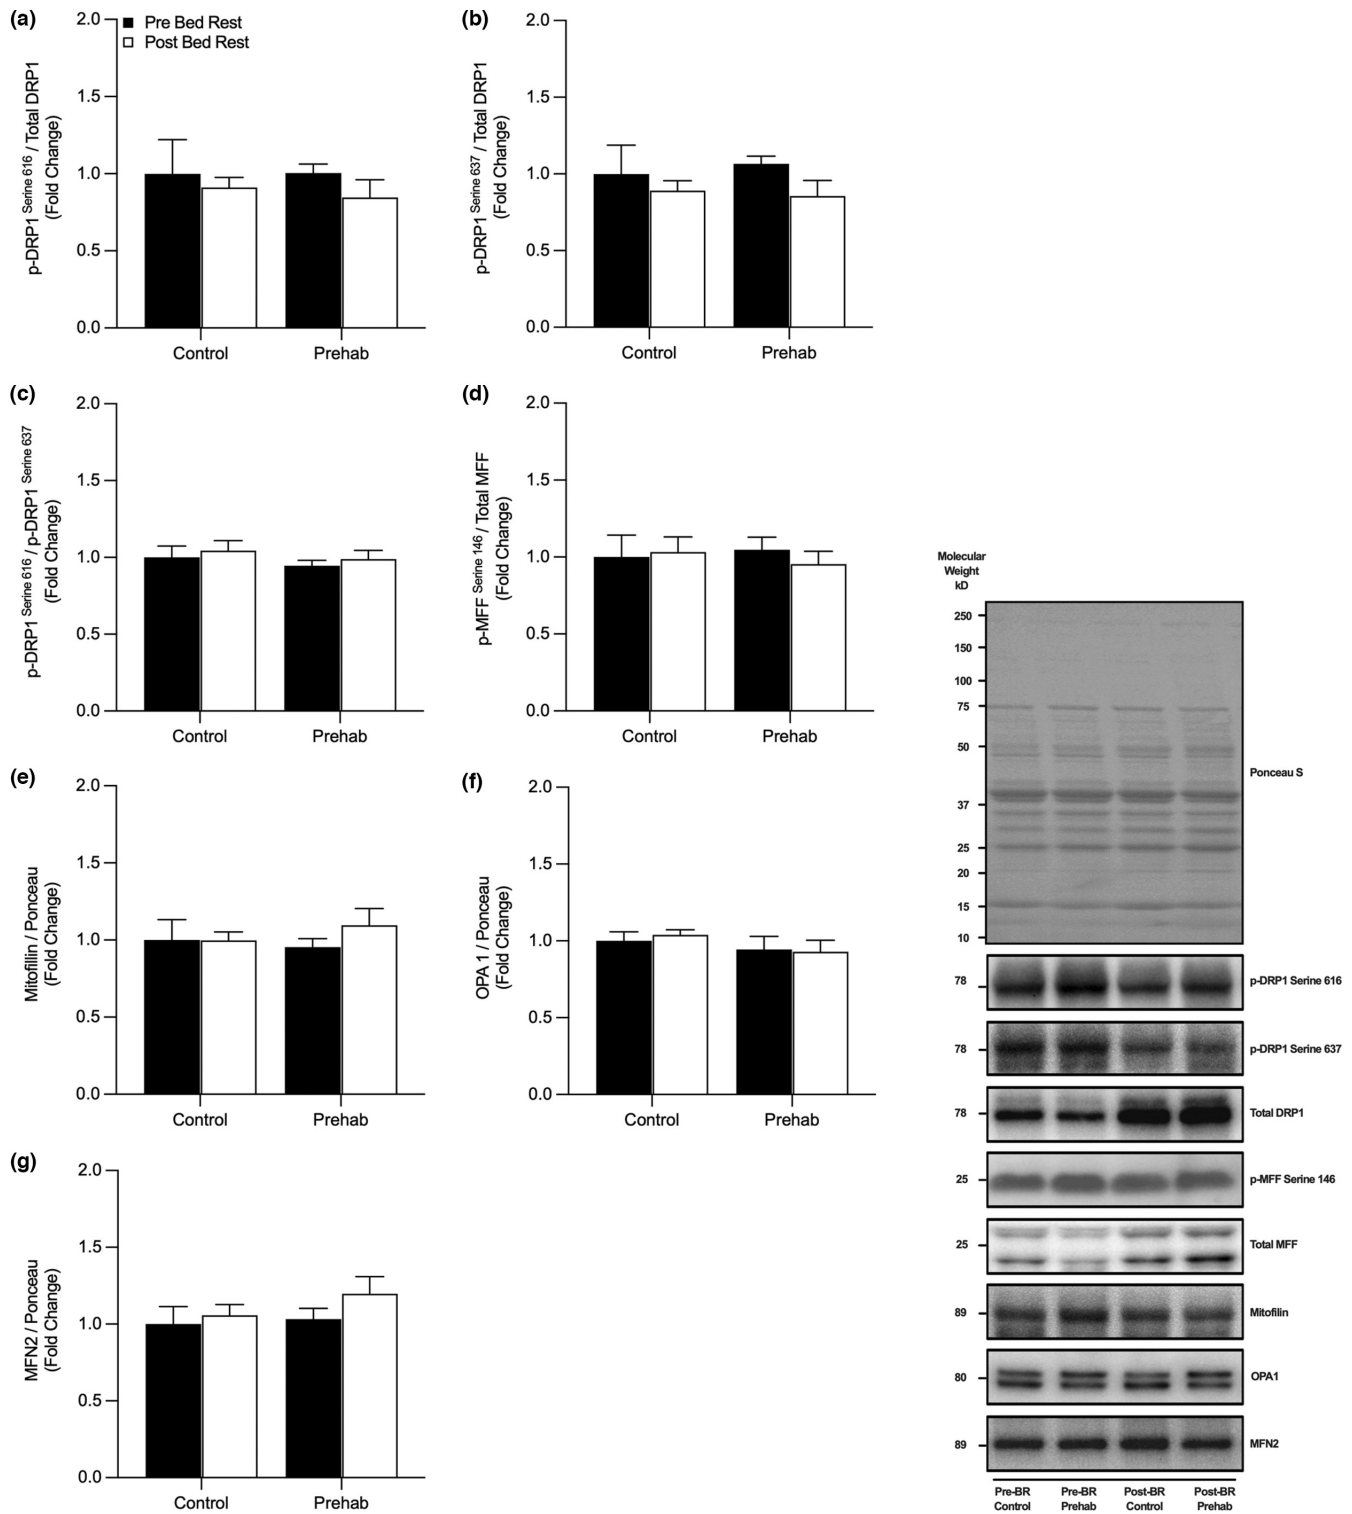 (a)
2.0
1.5
1.0
0.5
0.0
p-DRP1 Serine 616 / Total DRP1
(Fold Change)
Pre Bed Rest
Post Bed Rest
Control Prehab
(b)
2.0
1.5
1.0
0.5
0.0
p-DRP1 Serine 637 / Total DRP1
(Fold Change)
Control Prehab
(c)
2.0
1.5
1.0
0.5
0.0
p-DRP1 Serine 616 / p-DRP1 Serine 637
(Fold Change)
Control Prehab
(d)
2.0
1.5
1.0
0.5
0.0
p-MFF Serine 146 / Total MFF
(Fold Change)
Control Prehab
(e)
2.0
1.5
1.0
0.5
0.0
Mitofillin / Ponceau
(Fold Change)
Control Prehab
(f)
2.0
1.5
1.0
0.5
0.0
OPA 1 / Ponceau
(Fold Change)
Control Prehab
(g)
2.0
1.5
1.0
0.5
0.0
MFN2 / Ponceau
(Fold Change)
Control Prehab
Molecular
Weight
kD
250
150
100
75
50
37
25
20
15
10
Ponceau S
78 p-DRP1 Serine 616
78 p-DRP1 Serine 637
78 Total DRP1
25 p-MFF Serine 146
25 Total MFF
89 Mitofilin
80 OPA1
89 MFN2
Pre-BR Pre-BR Post-BR Post-BR
Control Prehab Control Prehab